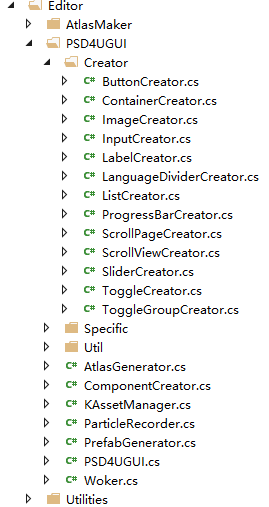 Editor
AtlasMaker
PSD4UGUI
Creator
C# ButtonCreator.cs
C# ContainerCreator.cs
C# ImageCreator.cs
C# InputCreator.cs
C# LabelCreator.cs
C# LanguageDividerCreator.cs
C# ListCreator.cs
C# ProgressBarCreator.cs
C# ScrollPageCreator.cs
C# ScrollViewCreator.cs
C# SliderCreator.cs
C# ToggleCreator.cs
C# ToggleGroupCreator.cs
Specific
Util
C# AtlasGenerator.cs
C# ComponentCreator.cs
C# KAssetManager.cs
C# ParticleRecorder.cs
C# PrefabGenerator.cs
C# PSD4UGUI.cs
C# Woker.cs
Utilities